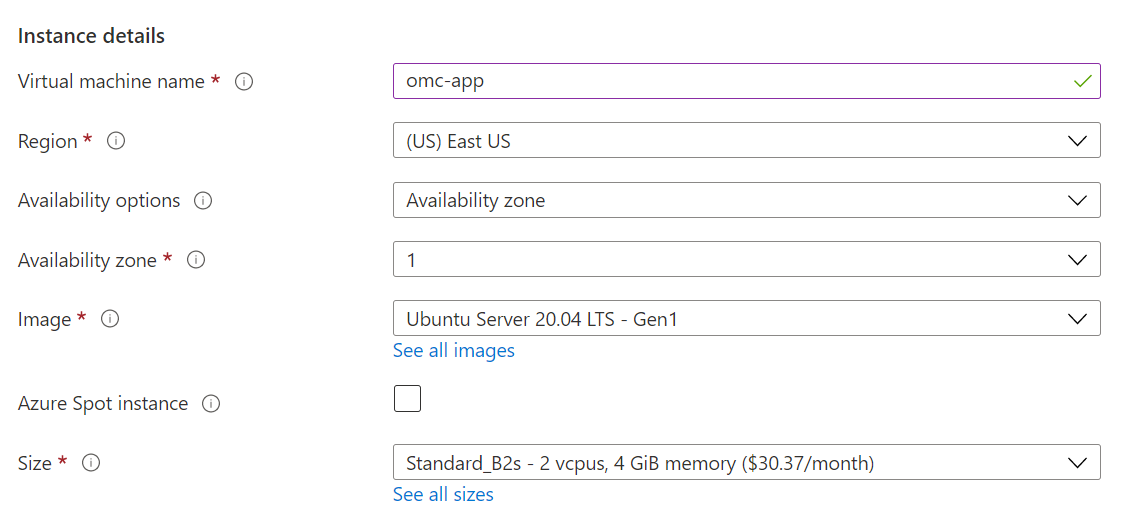 Instance details
Virtual machine name * omc-app
Region * (US) East US
Availability options Availability zone
Availability zone * 1
Image * Ubuntu Server 20.04 LTS - Gen1
See all images
Azure Spot instance
Size * Standard_B2s - 2 vcpus, 4 GiB memory ($30.37/month)
See all sizes